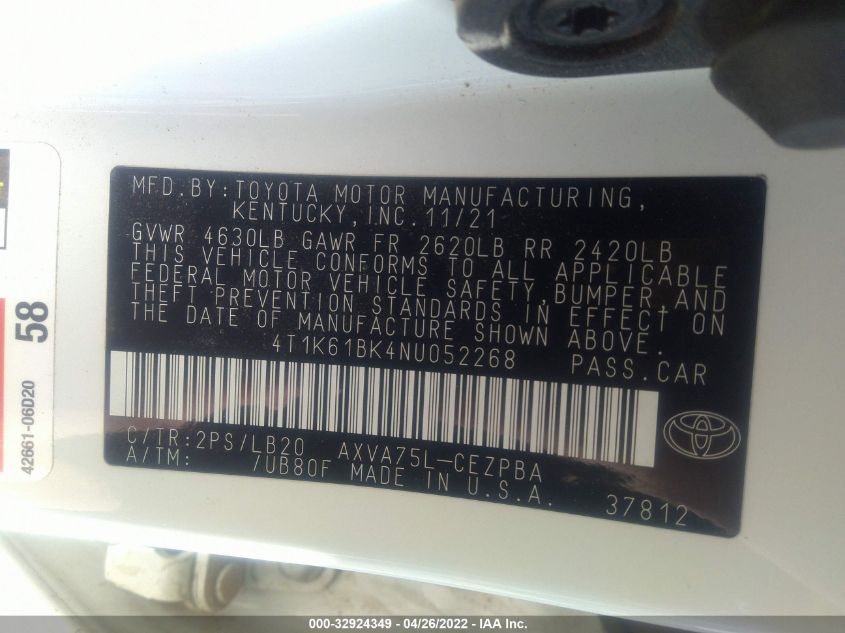 MFD.BY:TOYOTA MOTOR MANUFACTURING,
KENTUCKY,INC.11/21
GVWR 4630LB GAWR FR 2620LB RR 2420LB
THIS VEHICLE CONFORMS TO ALL APPLICABLE
FEDERAL MOTOR VEHICLE SAFETY,BUMPER,AND
THEFT PREVENTION STANDARDS IN EFFECT ON
THE DATE OF MANUFACTURE SHOWN ABOVE.
4T1K61BK4NU052268 PASS.CAR
C/TR:2PS/LB20 AXVA75L-CEZPBA
A/TM: /UB80F MADE IN U.S.A.
37812
58
42661-06D20
000-32924349 - 04/26/2022 - IAA Inc.